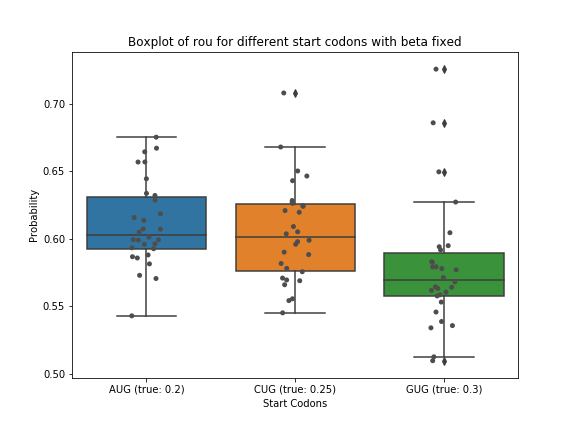 Boxplot of rou for different start codons with beta fixed
0.70
0.65
0.60
0.55
0.50
Probability
AUG (true: 0.2)
CUG (true: 0.25)
GUG (true: 0.3)
Start Codons